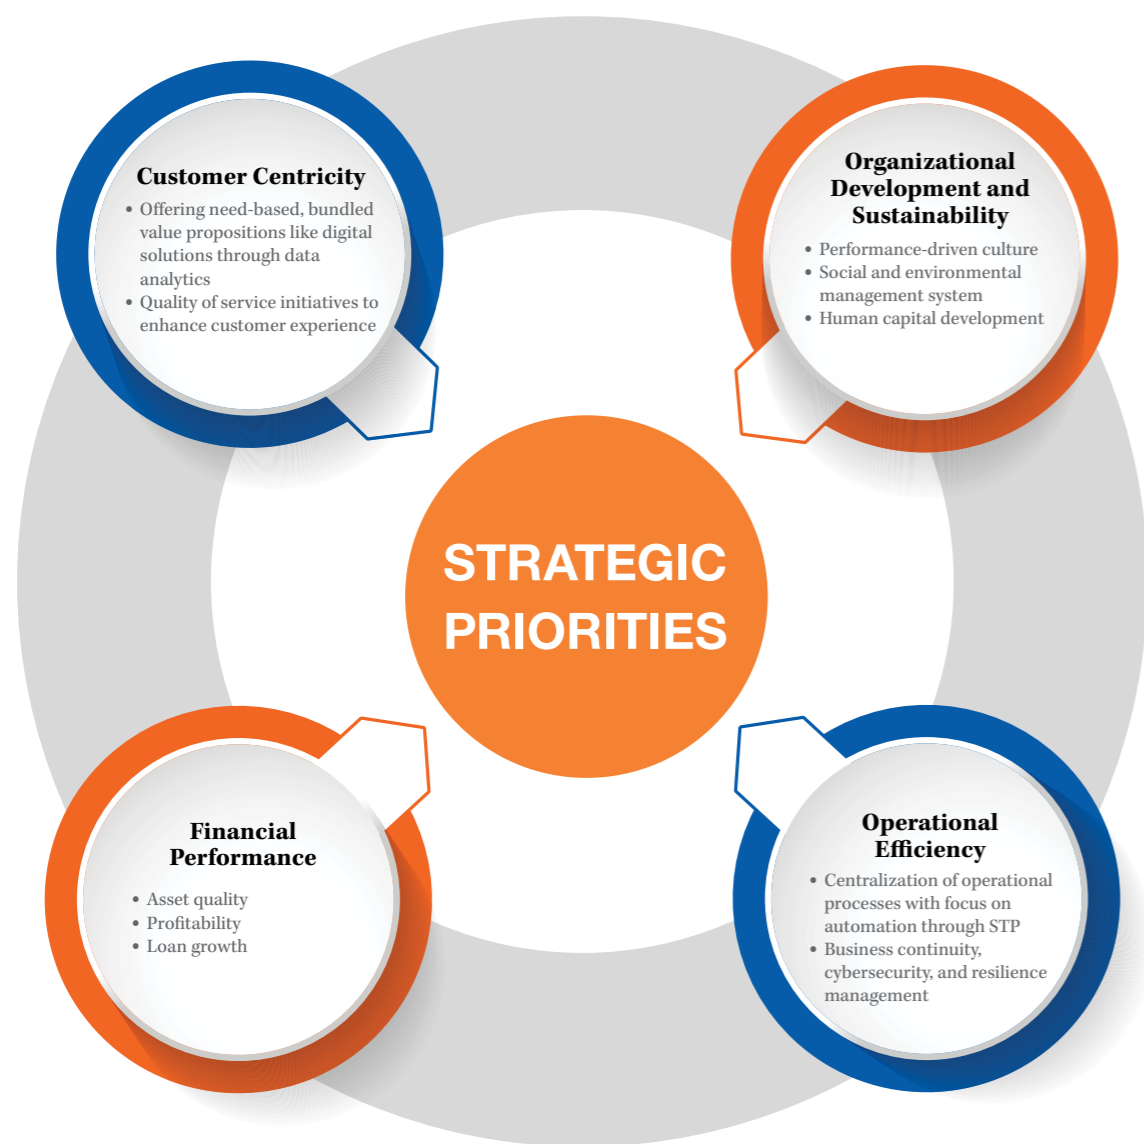 Customer Centricity
• Offering need-based, bundled
value propositions like digital
solutions through data
analytics
• Quality of service initiatives to
enhance customer experience
Organizational
Development and
Sustainability
• Performance-driven culture
• Social and environmental
management system
• Human capital development
STRATEGIC
PRIORITIES
Financial
Performance
• Asset quality
• Profitability
• Loan growth
Operational
Efficiency
• Centralization of operational
processes with focus on
automation through STP
• Business continuity,
cybersecurity, and resilience
management